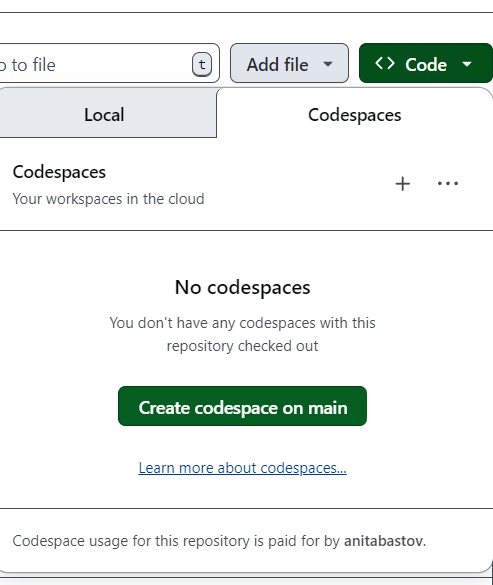 to file t Add file <> Code
Local Codespaces
Codespaces
Your workspaces in the cloud
No codespaces
You don't have any codespaces with this
repository checked out
Create codespace on main
Learn more about codespaces...
Codespace usage for this repository is paid for by anitabastov.